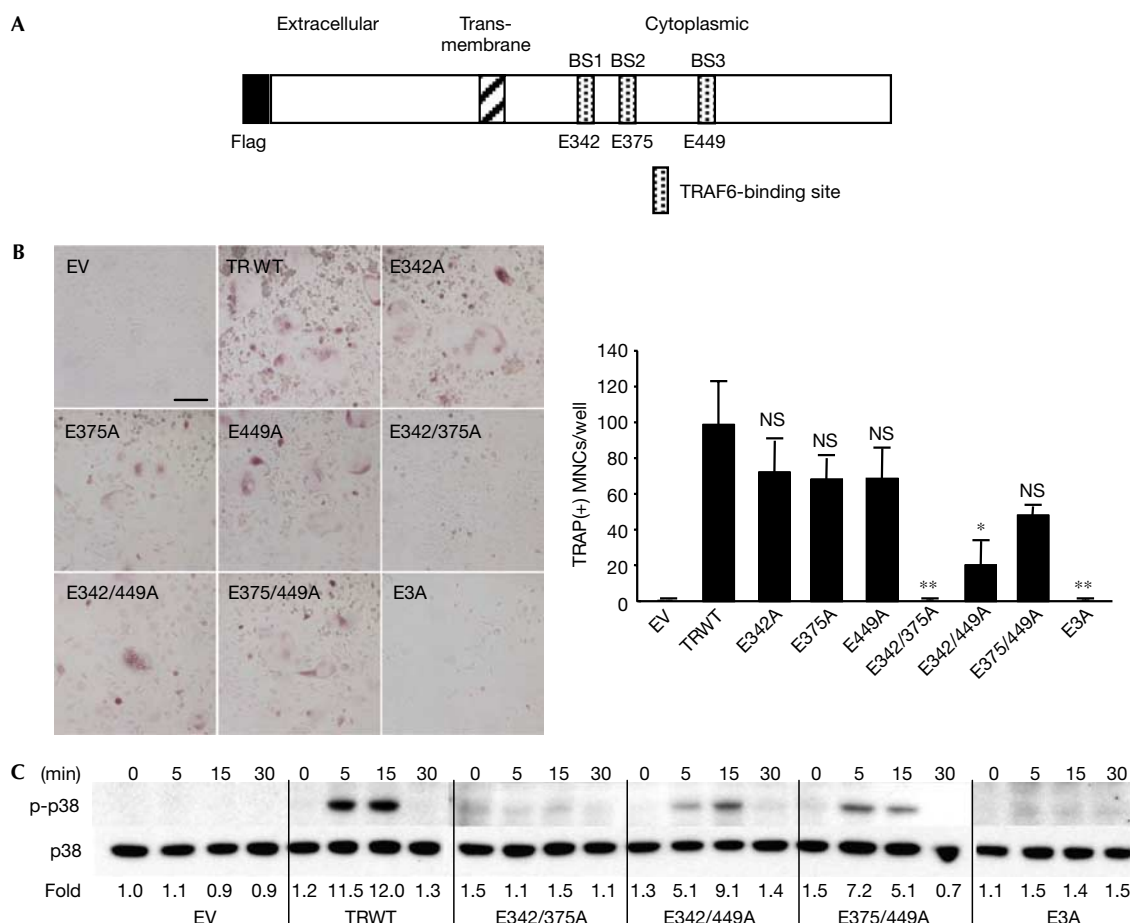 A
Extracellular
Trans-
membrane
Cytoplasmic
BS1 BS2 BS3
Flag
E342 E375 E449
TRAF6-binding site
B
EV
TRWT
E342A
E375A
E449A
E342/375A
E342/449A
E375/449A
E3A
TRAP(+) MNCs/well
140
120
100
80
60
40
20
0
NS
NS
NS
**
*
NS
**
EV
TRWT
E342A
E375A
E449A
E342/375A
E342/449A
E375/449A
E3A
C (min) 0 5 15 30 0 5 15 30 0 5 15 30 0 5 15 30 0 5 15 30 0 5 15 30
p-p38
p38
Fold 1.0 1.1 0.9 0.9 1.2 11.5 12.0 1.3 1.5 1.1 1.5 1.1 1.3 5.1 9.1 1.4 1.5 7.2 5.1 0.7 1.1 1.5 1.4 1.5
EV TRWT E342/375A E342/449A E375/449A E3A